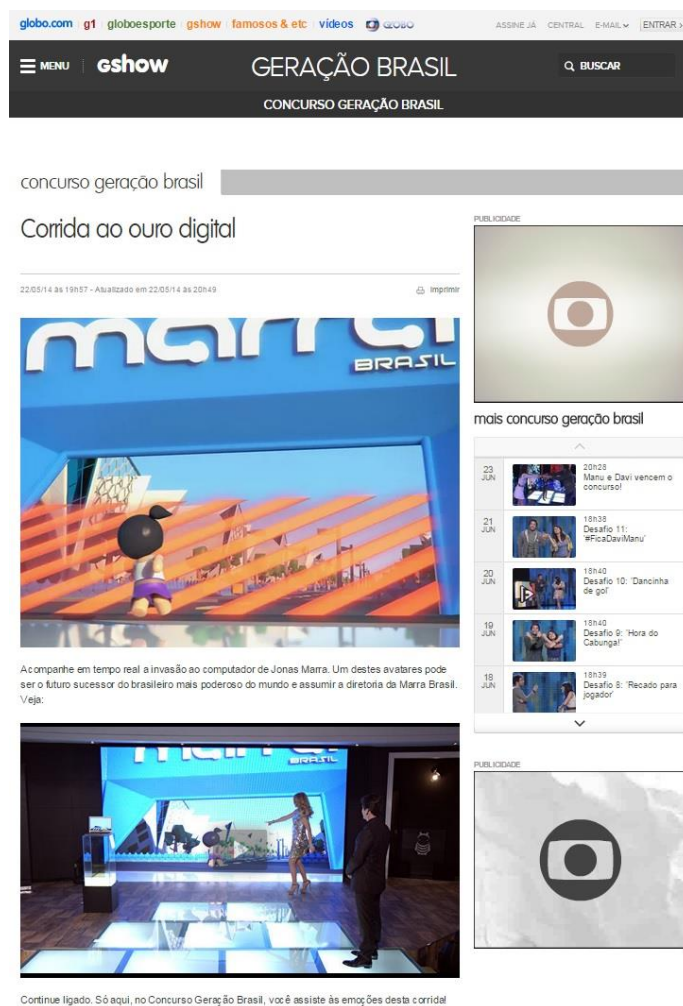 globo.com g1 globoesporte gshow famosos & etc vídeos GLOBO ASSINE JÁ CENTRAL E-MAIL ENTRAR ›
MENU Gshow GERAÇÃO BRASIL BUSCAR
CONCURSO GERAÇÃO BRASIL
concurso geração brasil
Corrida ao ouro digital
22/05/14 às 19h57 - Atualizado em 22/05/14 às 20h49 Imprimir
marra
BRASIL
Acompanhe em tempo real a invasão ao computador de Jonas Marra. Um destes avatares pode
ser o futuro sucessor do brasileiro mais poderoso do mundo e assumir a diretoria da Marra Brasil.
Veja:
BRASIL
Continue ligado. Só aqui, no Concurso Geração Brasil, você assiste às emoções desta corrida!
PUBLICIDADE
mais concurso geração brasil
23
JUN
20h28
Manu e Davi vencem o
concurso!
21
JUN
18h38
Desafio 11:
'#FicaDaviManu'
20
JUN
18h40
Desafio 10: 'Dancinha
de gol'
19
JUN
18h40
Desafio 9: 'Hora do
Cabunga!'
18
JUN
18h39
Desafio 8: 'Recado para
jogador'
PUBLICIDADE